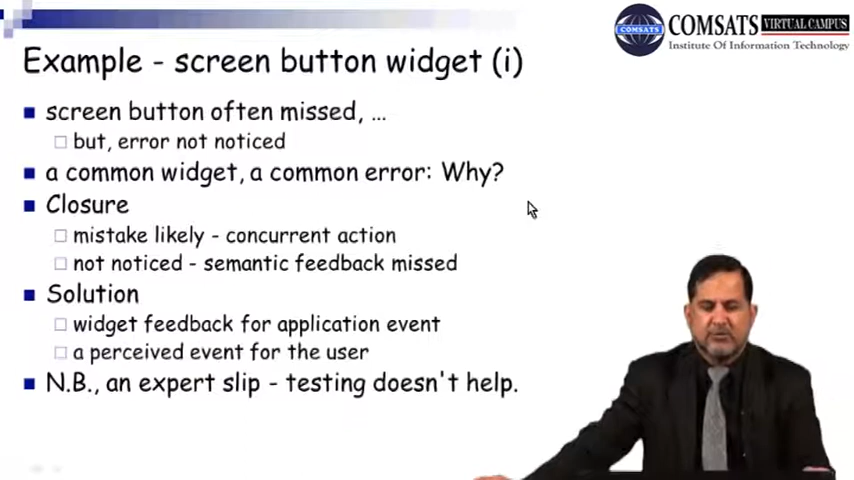 COMSATS
COMSATS VIRTUAL CAMPUS
Institute Of Information Technology
Example - screen button widget (i)
screen button often missed, ...
but, error not noticed
a common widget, a common error: Why?
Closure
mistake likely - concurrent action
not noticed - semantic feedback missed
Solution
widget feedback for application event
a perceived event for the user
N.B., an expert slip - testing doesn't help.